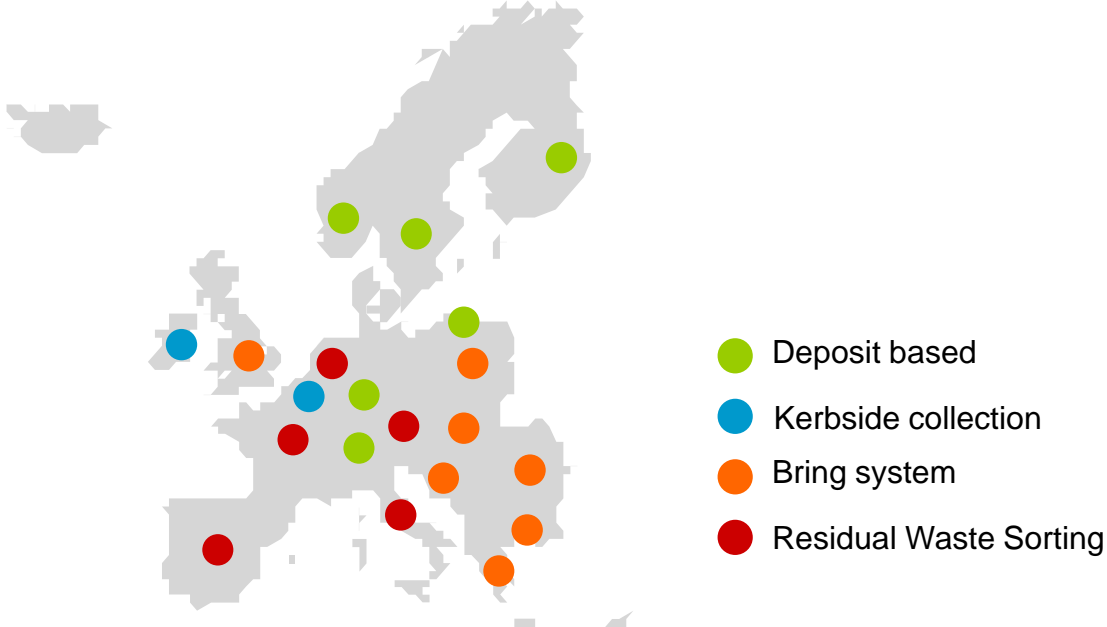 Deposit based
Kerbside collection
Bring system
Residual Waste Sorting